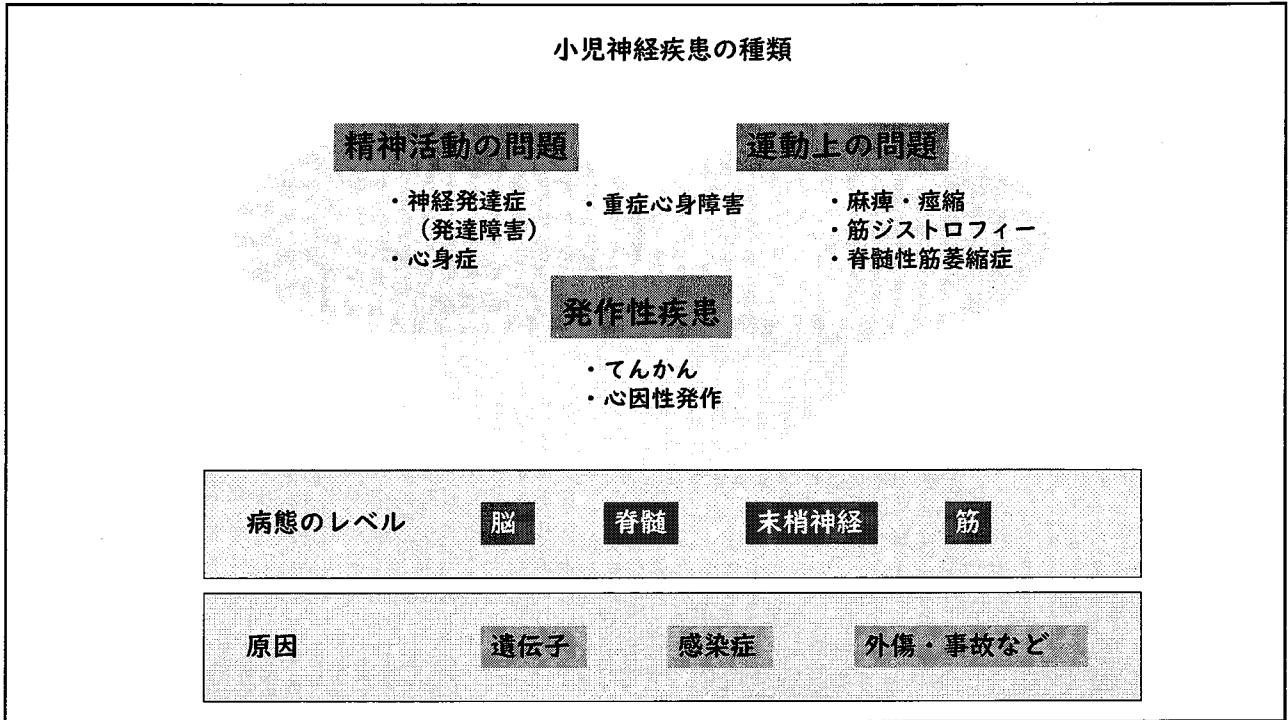 小児神経疾患の種類
精神活動の問題
運動上の問題
・神経発達症
（発達障害）
・心身症
・重症心身障害
・麻痺・痙縮
・筋ジストロフィー
・脊髄性筋萎縮症
発作性疾患
・てんかん
・心因性発作
病態のレベル 脳 脊髄 末梢神経 筋
原因 遺伝子 感染症 外傷・事故など